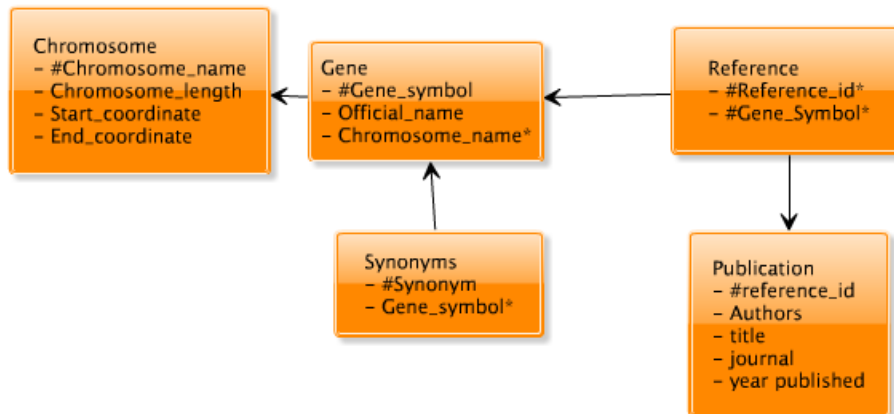 Chromosome
- #Chromosome_name
- Chromosome_length
- Start_coordinate
- End_coordinate
Gene
- #Gene_symbol
- Official_name
- Chromosome_name*
Reference
- #Reference_id*
- #Gene_Symbol*
Synonyms
- #Synonym
- Gene_symbol*
Publication
- #reference_id
- Authors
- title
- journal
- year published